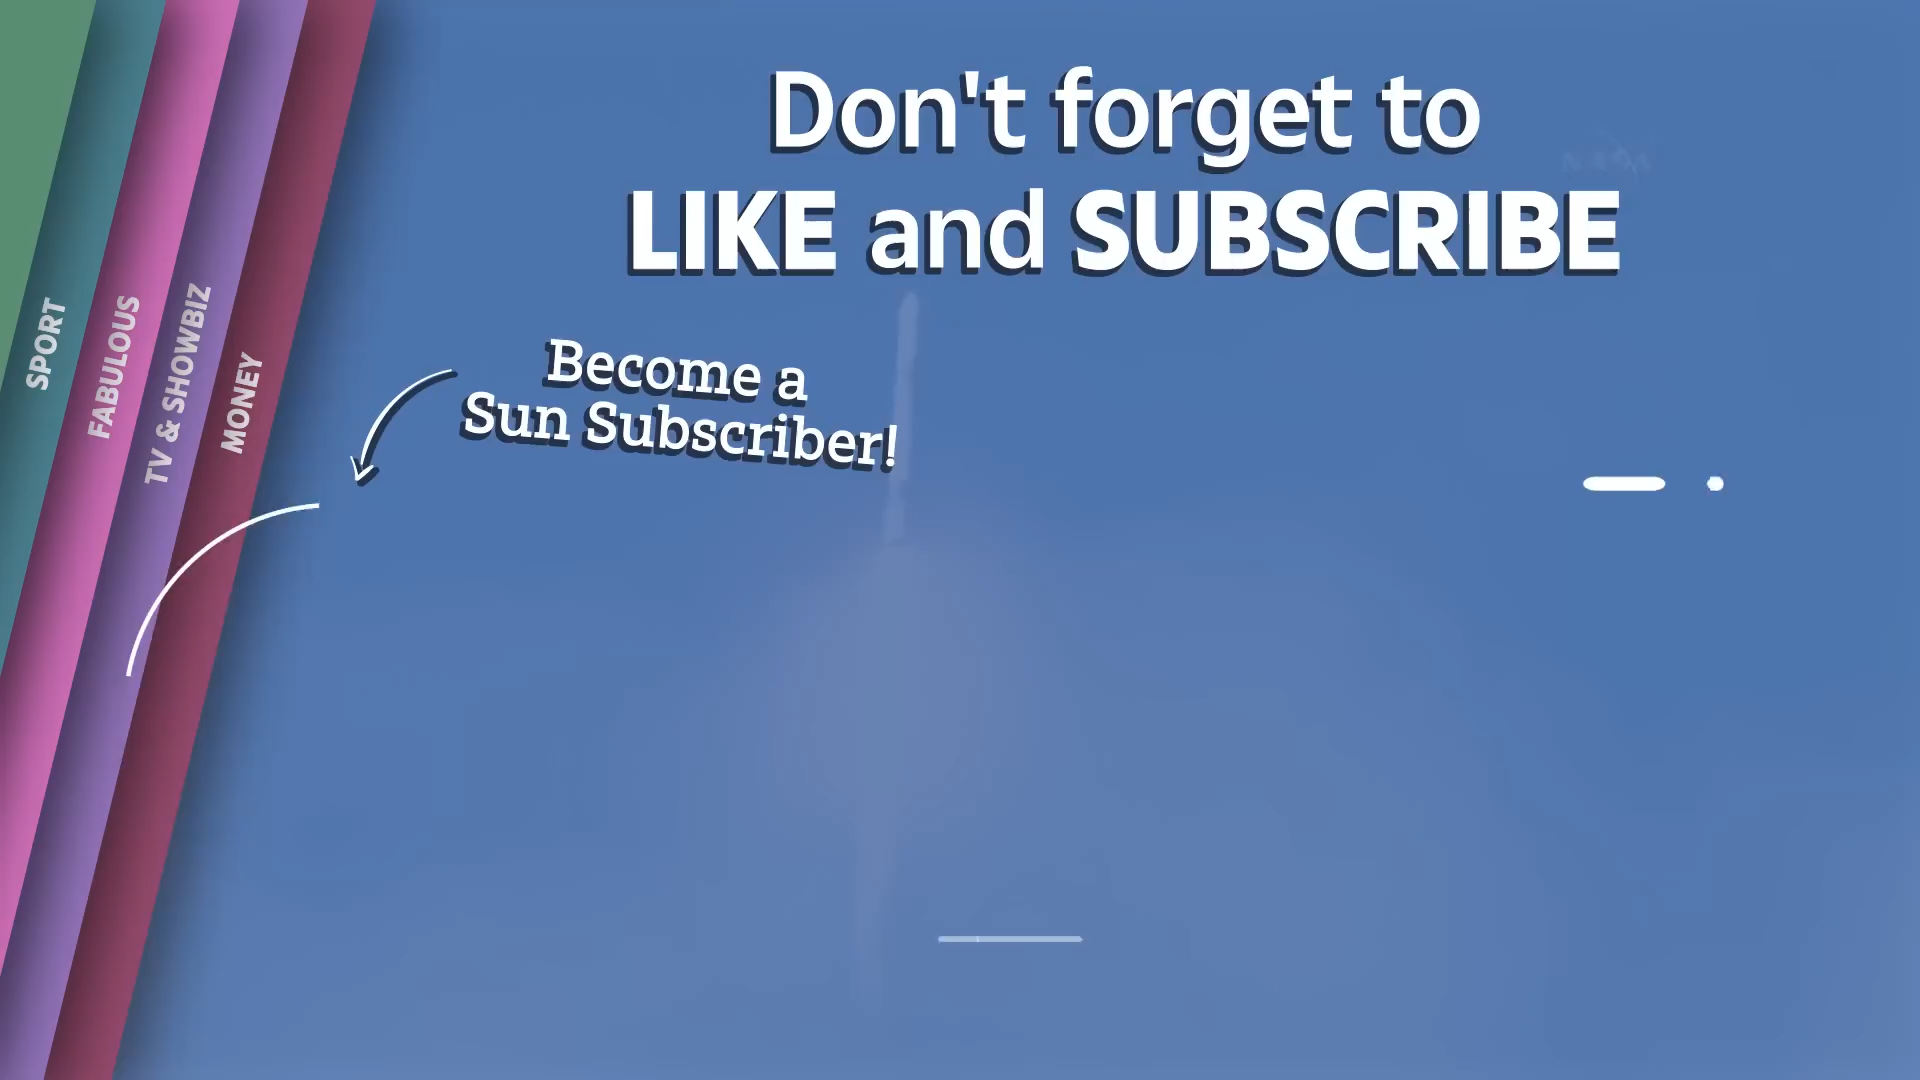 Don't forget to
LIKE and SUBSCRIBE
Become a
Sun Subscriber!
SPORT
FABULOUS
TV & SHOWBIZ
MONEY